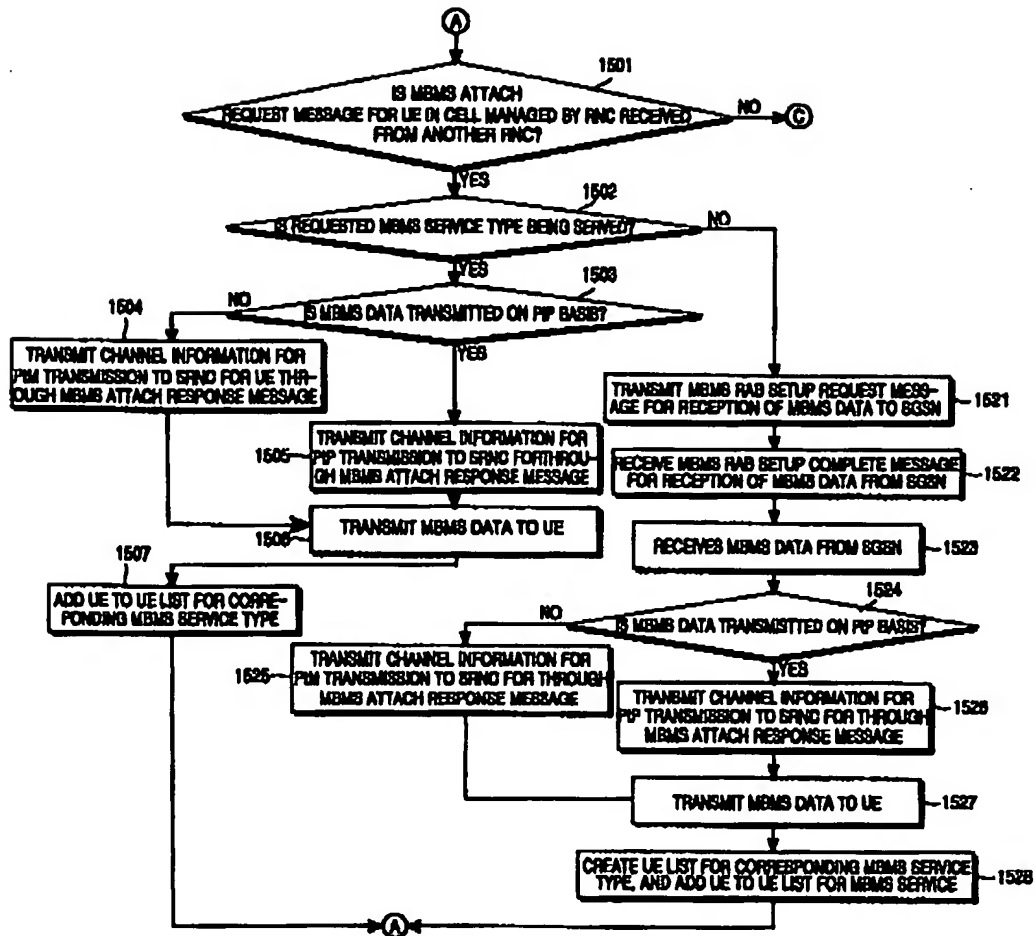 A
1501
IS MBMS ATTACH
REQUEST MESSAGE FOR UE IN CELL MANAGED BY RNC RECEIVED
FROM ANOTHER RNC?
NO
C
YES
1502
IS REQUESTED MBMS SERVICE TYPE BEING SERVED?
NO
YES
1503
IS MBMS DATA TRANSMITTED ON PtP BASIS?
NO
YES
1504
TRANSMIT CHANNEL INFORMATION FOR
PtM TRANSMISSION TO SRNC FOR UE THR-
OUGH MBMS ATTACH RESPONSE MESSAGE
1505
TRANSMIT CHANNEL INFORMATION FOR
PtP TRANSMISSION TO SRNC FORTHROU-
GH MBMS ATTACH RESPONSE MESSAGE
TRANSMIT MBMS RAB SETUP REQUEST MESS-
AGE FOR RECEPTION OF MBMS DATA TO SGSN
1521
RECEIVE MBMS RAB SETUP COMPLETE MESSAGE
FOR RECEPTION OF MBMS DATA FROM SGSN
1522
TRANSMIT MBMS DATA TO UE
1506
RECEIVES MBMS DATA FROM SGSN
1523
1507
ADD UE TO UE LIST FOR CORRE-
PONDING MBMS SERVICE TYPE
1524
IS MBMS DATA TRANSMISTTED ON PtP BASIS?
NO
YES
1525
TRANSMIT CHANNEL INFORMATION FOR
PtM TRANSMISSION TO SRNC FOR THROUGH
MBMS ATTACH RESPONSE MESSAGE
TRANSMIT CHANNEL INFORMATION FOR
PtP TRANSMISSION TO SRNC FOR THROUGH
MBMS ATTACH RESPONSE MESSAGE
1526
TRANSMIT MBMS DATA TO UE
1527
CREATE UE LIST FOR CORRESPONDING MBMS SERVICE
TYPE, AND ADD UE TO UE LIST FOR MBMS SERVICE
1528
A